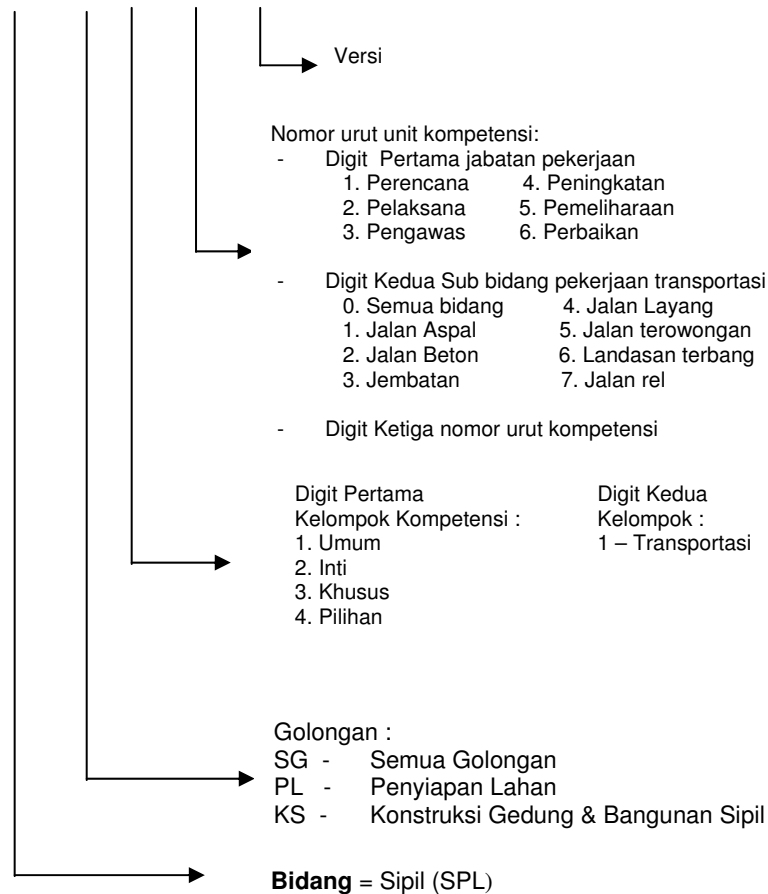 Versi
Nomor urut unit kompetensi:
- Digit Pertama jabatan pekerjaan
1. Perencana 4. Peningkatan
2. Pelaksana 5. Pemeliharaan
3. Pengawas 6. Perbaikan
- Digit Kedua Sub bidang pekerjaan transportasi
0. Semua bidang 4. Jalan Layang
1. Jalan Aspal 5. Jalan terowongan
2. Jalan Beton 6. Landasan terbang
3. Jembatan 7. Jalan rel
- Digit Ketiga nomor urut kompetensi
Digit Pertama Digit Kedua
Kelompok Kompetensi : Kelompok :
1. Umum 1 – Transportasi
2. Inti
3. Khusus
4. Pilihan
Golongan :
SG - Semua Golongan
PL - Penyiapan Lahan
KS - Konstruksi Gedung & Bangunan Sipil
Bidang = Sipil (SPL)